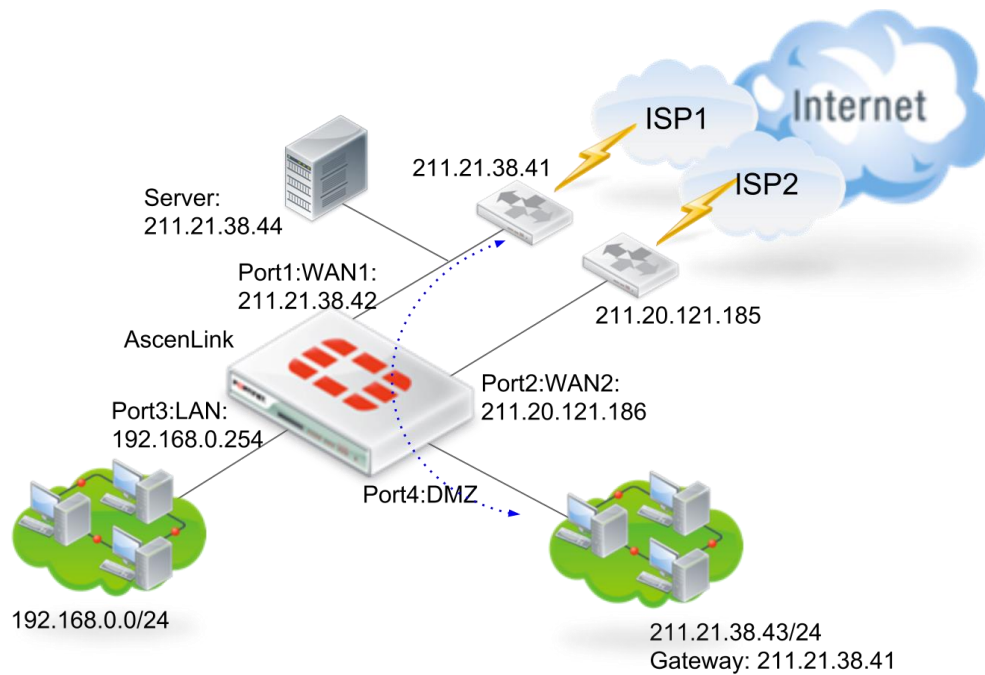 Internet
ISP1
ISP2
211.21.38.41
Server:
211.21.38.44
Port1:WAN1:
211.21.38.42
211.20.121.185
AscenLink
Port2:WAN2:
211.20.121.186
Port3:LAN:
192.168.0.254
Port4:DMZ
192.168.0.0/24
211.21.38.43/24
Gateway: 211.21.38.41